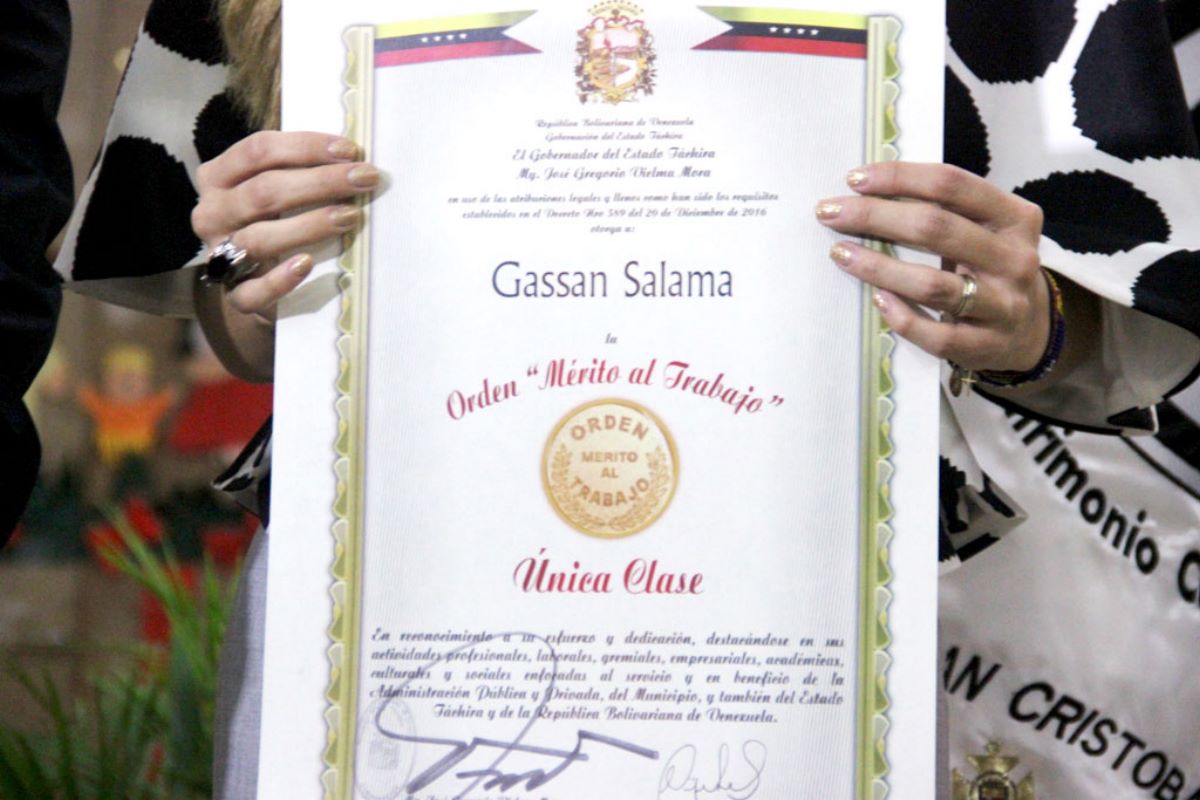 República Bolivariana de Venezuela
Gobernación del Estado Táchira
El Gobernador del Estado Táchira
Mg. José Gregorio Vielma Mora
en uso de las atribuciones legales y llenos como han sido los requisitos
establecidos en el Decreto Nro 589 del 20 de Diciembre de 2016
otorga a:
Gassan Salama
la
Orden "Mérito al Trabajo"
ORDEN
MERITO
AL
TRABAJO
Única Clase
En reconocimiento a su esfuerzo y dedicación, destacándose en sus
actividades profesionales, laborales, gremiales, empresariales, académicas,
culturales y sociales enfocadas al servicio y en beneficio de la
Administración Pública y Privada, del Municipio, y también del Estado
Táchira y de la República Bolivariana de Venezuela.
trimonio C
AN CRISTOBA